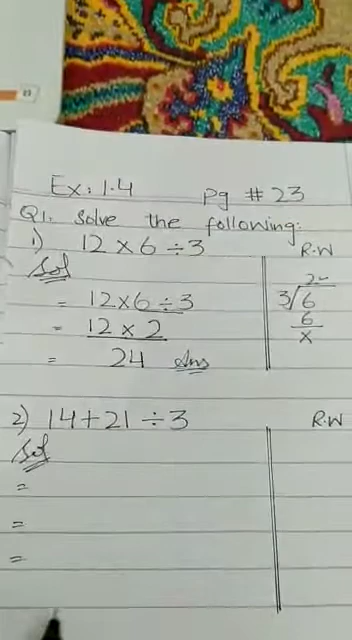 Ex: 1.4 Pg # 23
Q1. Solve the following:
1) 12 × 6 ÷ 3 R.W
Sol
= 12×6 ÷ 3
= 12 × 2
= 24 Ans
2
3/6
6
x
2) 14+21 ÷ 3 R.W
Sol
=
=
=